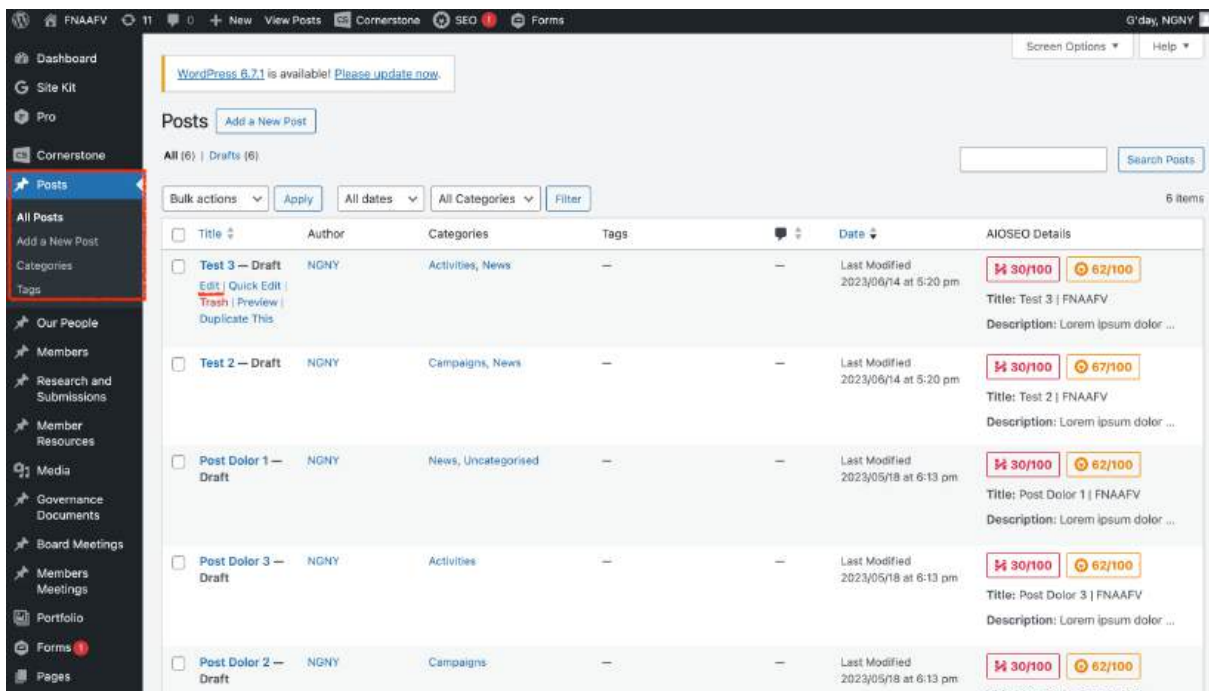 FNAAFV 11 0 + New View Posts Cornerstone SEO ! Forms G'day, NGNY
Dashboard
Site Kit
Pro
Cornerstone
Posts
All Posts
Add a New Post
Categories
Tags
Our People
Members
Research and
Submissions
Member
Resources
Media
Governance
Documents
Board Meetings
Members
Meetings
Portfolio
Forms 1
Pages
Screen Options Help
WordPress 6.7.1 is available! Please update now.
Posts Add a New Post
All (6) | Drafts (6)
Search Posts
Bulk actions Apply All dates All Categories Filter 6 items
Title Author Categories Tags Date AIOSEO Details
Test 3 — Draft NGNY Activities, News — — Last Modified 30/100 62/100
Edit | Quick Edit | 2023/06/14 at 5:20 pm
Trash | Preview | Title: Test 3 | FNAAFV
Duplicate This Description: Lorem ipsum dolor ...
Test 2 — Draft NGNY Campaigns, News — — Last Modified 30/100 67/100
2023/06/14 at 5:20 pm
Title: Test 2 | FNAAFV
Description: Lorem ipsum dolor ...
Post Dolor 1 — NGNY News, Uncategorised — — Last Modified 30/100 62/100
Draft 2023/05/18 at 6:13 pm
Title: Post Dolor 1 | FNAAFV
Description: Lorem ipsum dolor ...
Post Dolor 3 — NGNY Activities — — Last Modified 30/100 62/100
Draft 2023/05/18 at 6:13 pm
Title: Post Dolor 3 | FNAAFV
Description: Lorem ipsum dolor ...
Post Dolor 2 — NGNY Campaigns — — Last Modified 30/100 62/100
Draft 2023/05/18 at 6:13 pm